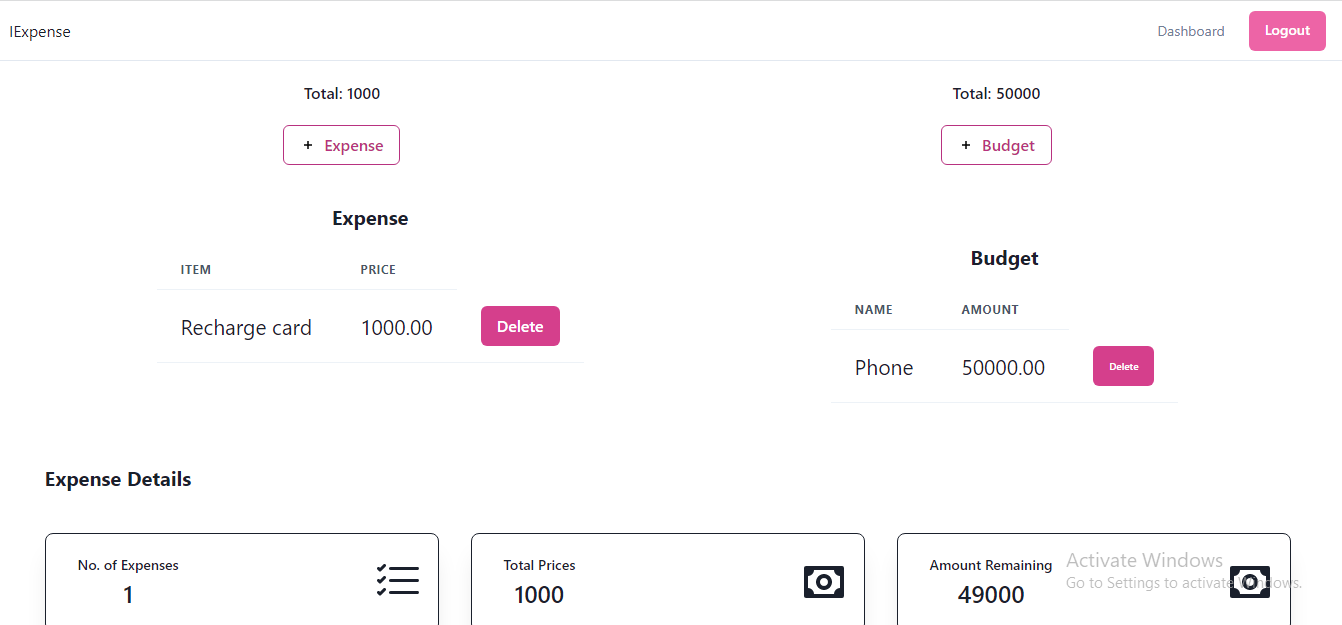 IExpense
Dashboard
Logout
Total: 1000
Total: 50000
+ Expense
+ Budget
Expense
ITEM PRICE
Recharge card 1000.00 Delete
Budget
NAME AMOUNT
Phone 50000.00 Delete
Expense Details
No. of Expenses
1
Total Prices
1000
Amount Remaining
49000
Activate Windows
Go to Settings to activate Windows.